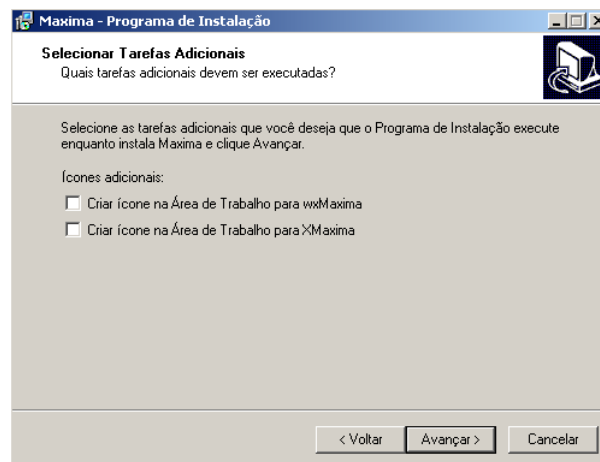 Maxima - Programa de Instalação
Selecionar Tarefas Adicionais
Quais tarefas adicionais devem ser executadas?
Selecione as tarefas adicionais que você deseja que o Programa de Instalação execute
enquanto instala Maxima e clique Avançar.
Ícones adicionais:
Criar ícone na Área de Trabalho para wxMaxima
Criar ícone na Área de Trabalho para XMaxima
< Voltar
Avançar >
Cancelar